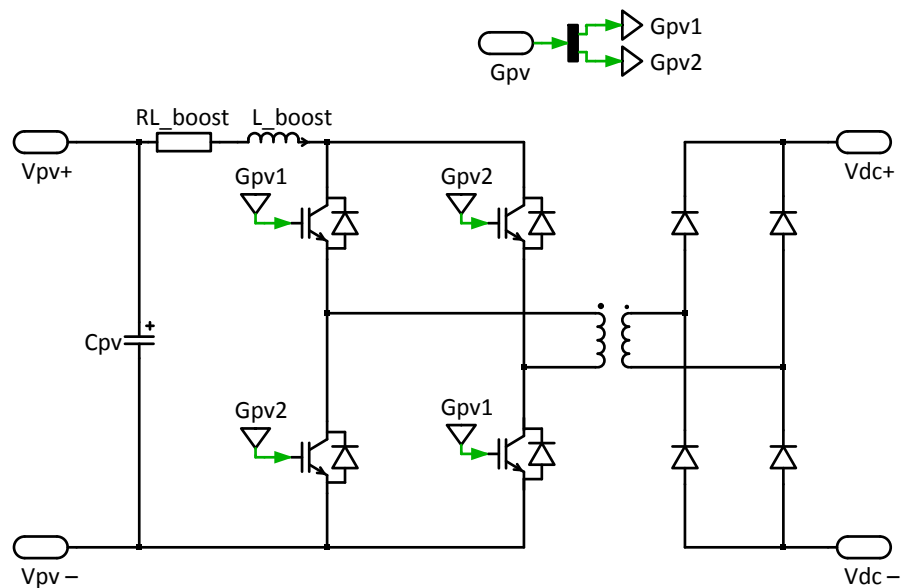 Gpv1
Gpv
Gpv2
RL_boost L_boost
Vpv+
Vdc+
Gpv1
Gpv2
+
Cpv
Gpv2
Gpv1
Vpv –
Vdc –